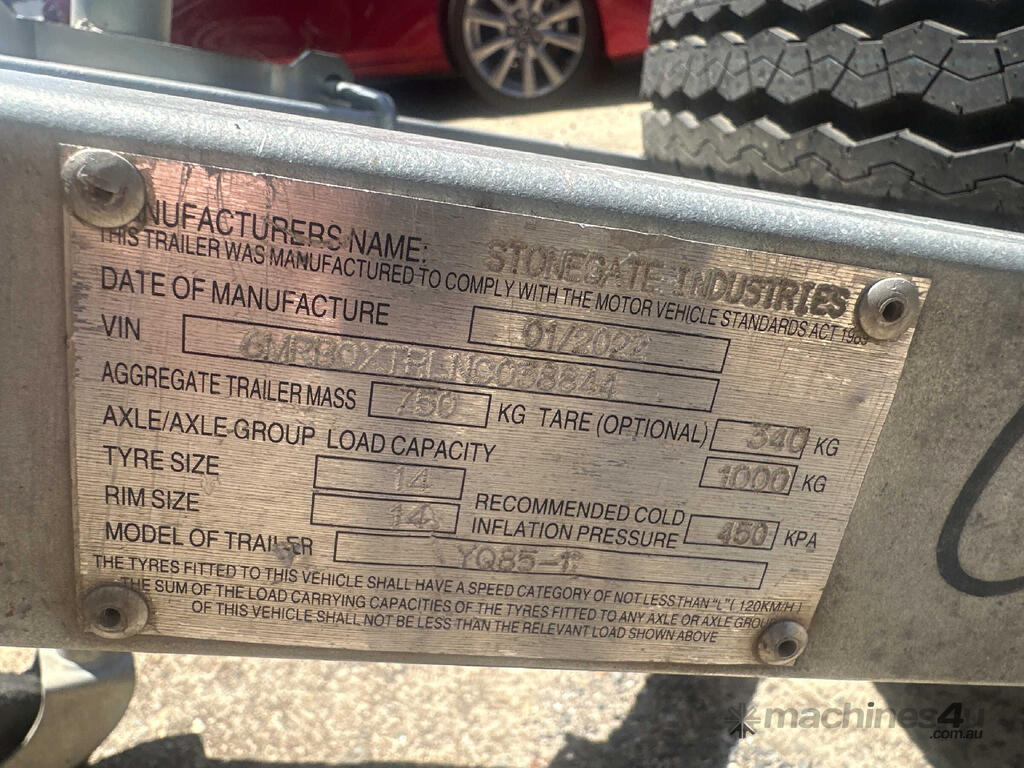 MANUFACTURERS NAME: STONEGATE INDUSTRIES
THIS TRAILER WAS MANUFACTURED TO COMPLY WITH THE MOTOR VEHICLE STANDARDS ACT 1989
DATE OF MANUFACTURE 01/2022
VIN
AGGREGATE TRAILER MASS 750 KG TARE (OPTIONAL) 340 KG
AXLE/AXLE GROUP LOAD CAPACITY 1000 KG
TYRE SIZE 14
RIM SIZE 14 RECOMMENDED COLD INFLATION PRESSURE 450 KPA
MODEL OF TRAILER
THE TYRES FITTED TO THIS VEHICLE SHALL HAVE A SPEED CATEGORY OF NOT LESS THAN "L" ( 120KM/H )
THE SUM OF THE LOAD CARRYING CAPACITIES OF THE TYRES FITTED TO ANY AXLE OR AXLE GROUP
OF THIS VEHICLE SHALL NOT BE LESS THAN THE RELEVANT LOAD SHOWN ABOVE
machines4u
.com.au